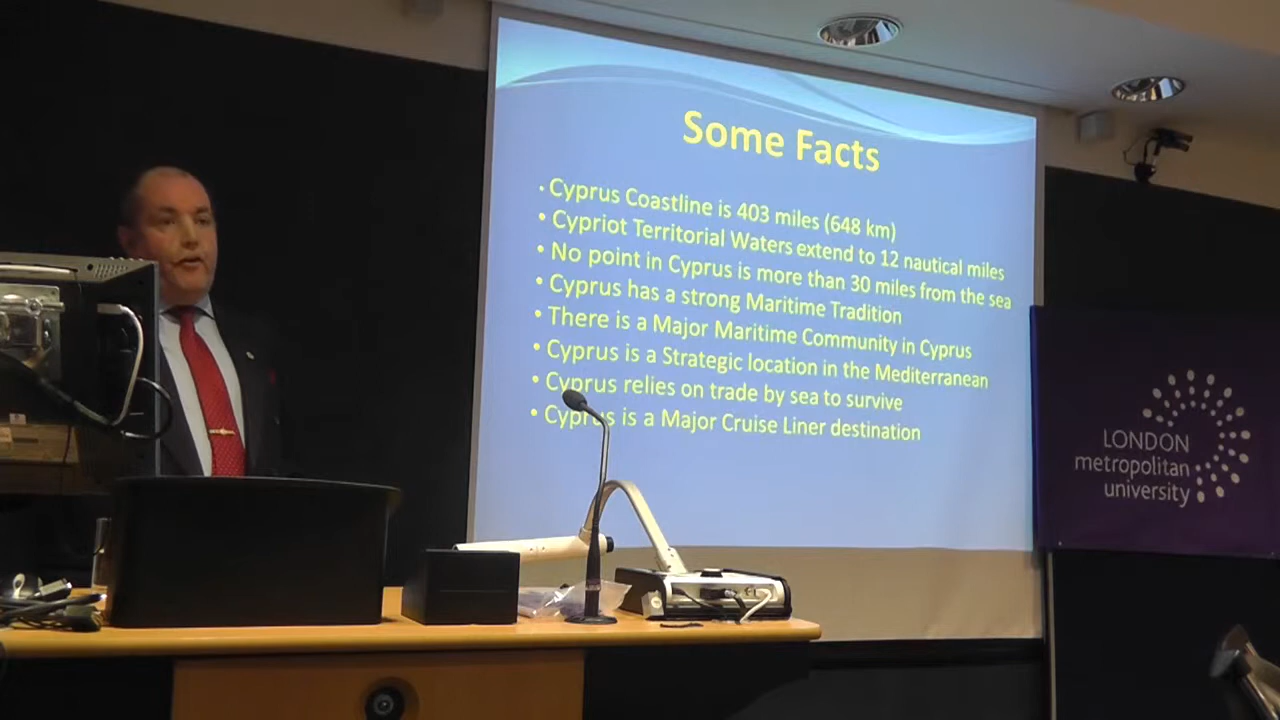 Some Facts
• Cyprus Coastline is 403 miles (648 km)
• Cypriot Territorial Waters extend to 12 nautical miles
• No point in Cyprus is more than 30 miles from the sea
• Cyprus has a strong Maritime Tradition
• There is a Major Maritime Community in Cyprus
• Cyprus is a Strategic location in the Mediterranean
• Cyprus relies on trade by sea to survive
• Cyprus is a Major Cruise Liner destination
LONDON
metropolitan
university